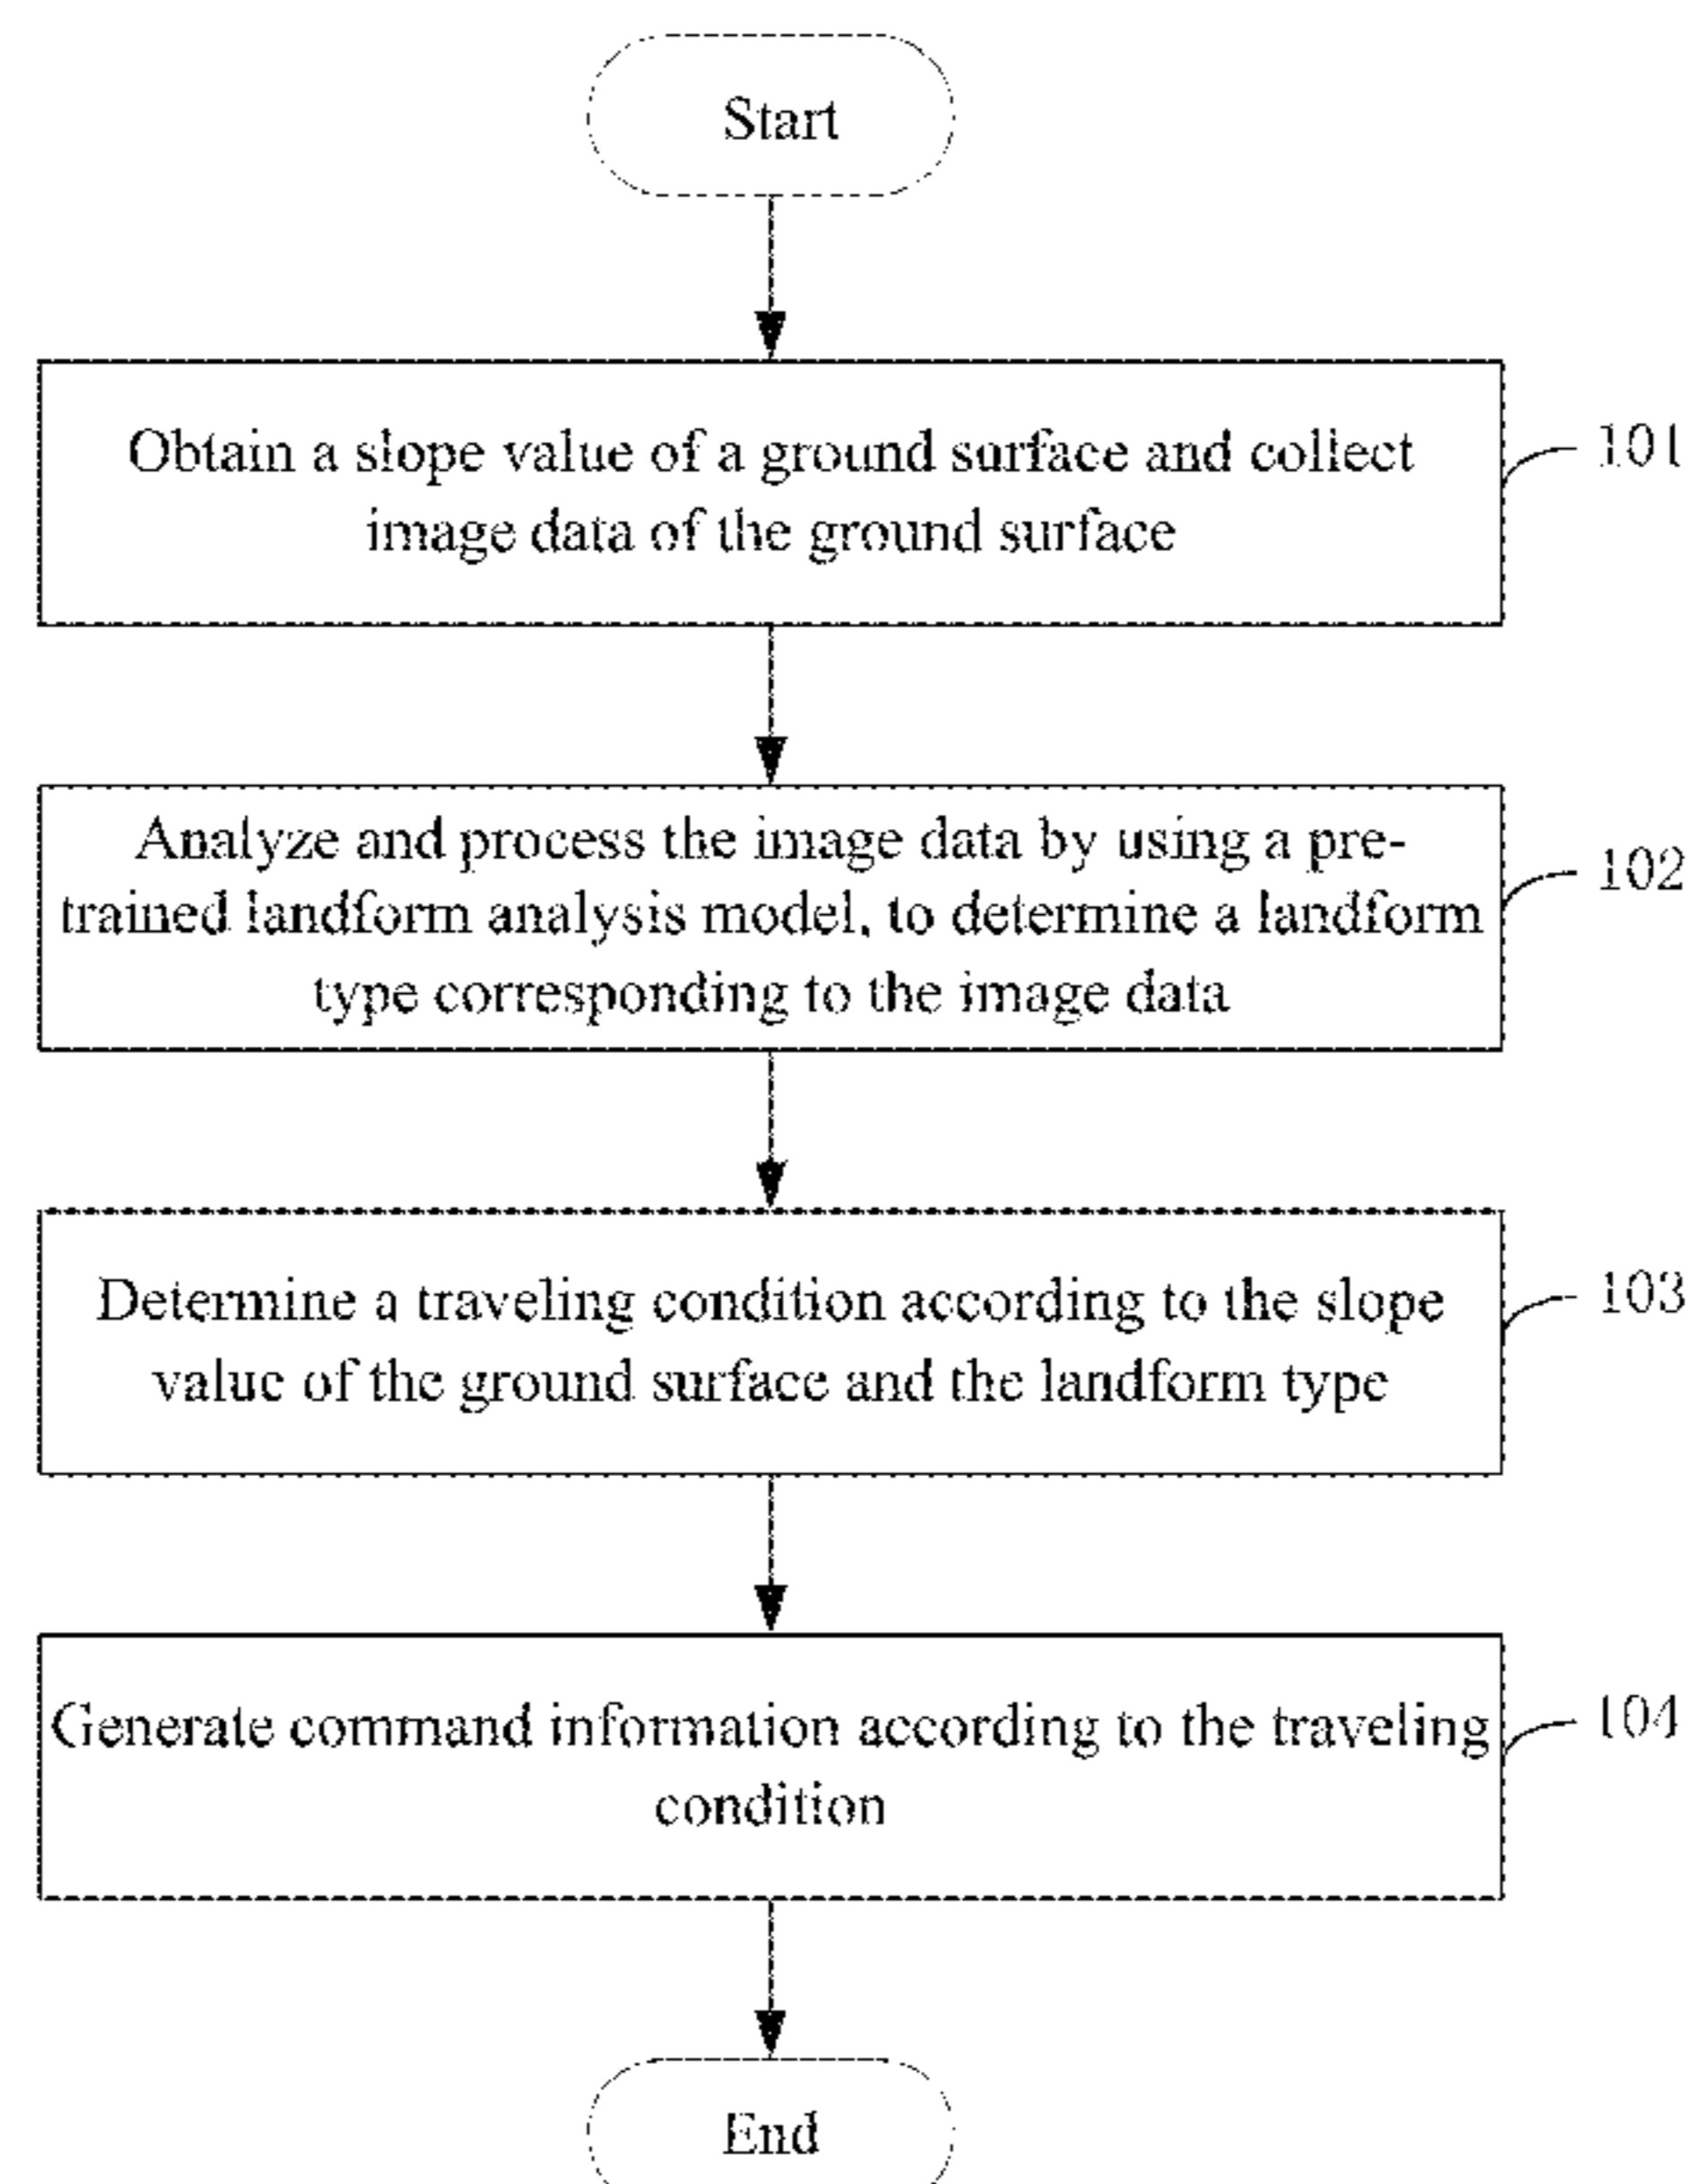 Start
Obtain a slope value of a ground surface and collect
image data of the ground surface
101
Analyze and process the image data by using a pre-
trained landform analysis model, to determine a landform
type corresponding to the image data
102
Determine a traveling condition according to the slope
value of the ground surface and the landform type
103
Generate command information according to the traveling
condition
104
End